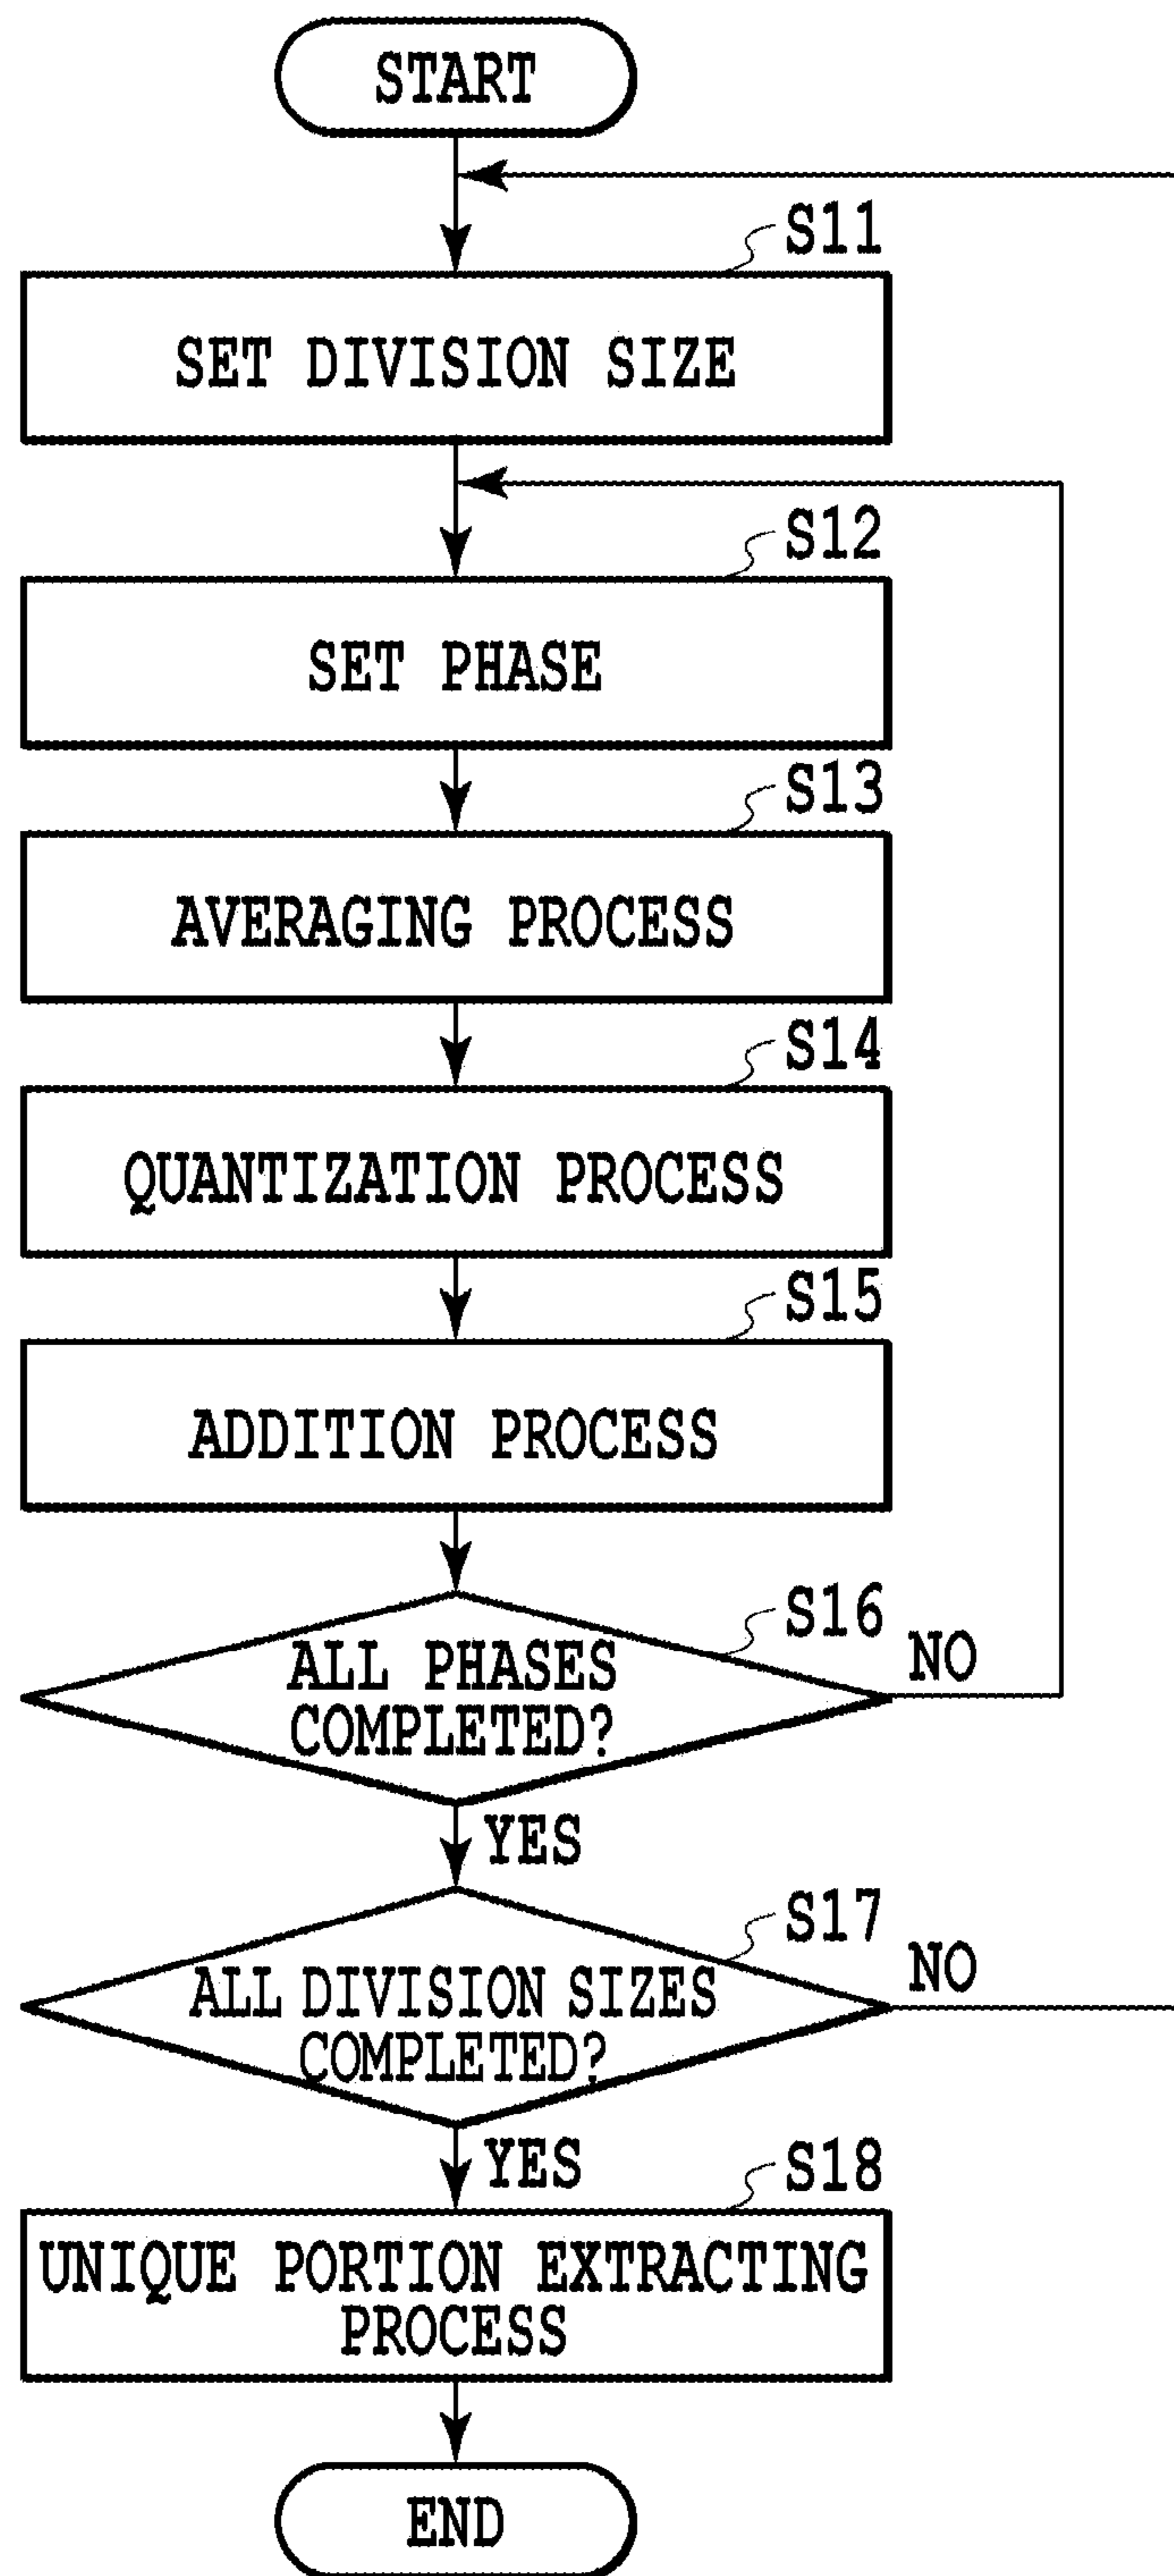 START
S11
SET DIVISION SIZE
S12
SET PHASE
S13
AVERAGING PROCESS
S14
QUANTIZATION PROCESS
S15
ADDITION PROCESS
S16
ALL PHASES
COMPLETED?
NO
YES
S17
ALL DIVISION SIZES
COMPLETED?
NO
YES
S18
UNIQUE PORTION EXTRACTING
PROCESS
END